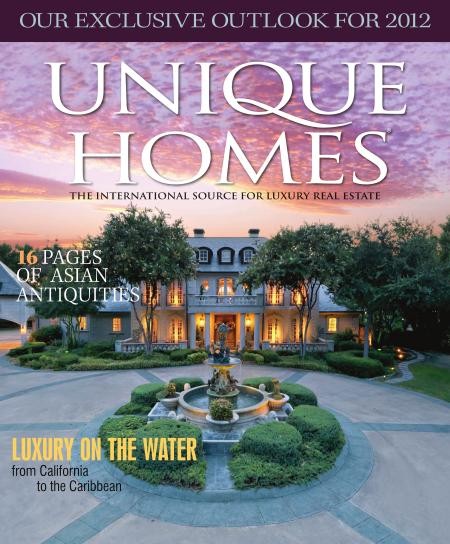 OUR EXCLUSIVE OUTLOOK FOR 2012
UNIQUE
HOMES®
THE INTERNATIONAL SOURCE FOR LUXURY REAL ESTATE
16 PAGES
OF ASIAN
ANTIQUITIES
LUXURY ON THE WATER
from California
to the Caribbean